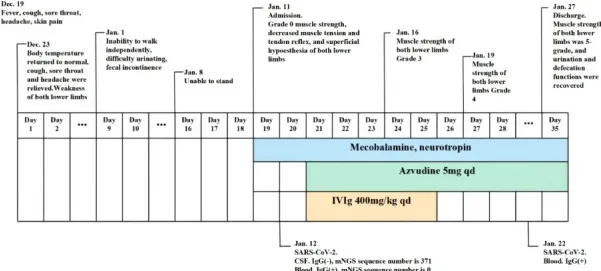 Dec. 19
Fever, cough, sore throat,
headache, skin pain
Dec. 23
Body temperature
returned to normal,
cough, sore throat
and headache were
relieved.Weakness
of both lower limbs
Jan. 1
Inability to walk
independently,
difficulty urinating,
fecal incontinence
Jan. 8
Unable to stand
Jan. 11
Admission.
Grade 0 muscle strength,
decreased muscle tension and
tendon reflex, and superficial
hypoesthesia of both lower
limbs
Jan. 16
Muscle strength of
both lower limbs
Grade 3
Jan. 19
Muscle
strength of
both lower
limbs Grade
4
Jan. 27
Discharge.
Muscle strength
of both lower
limbs was 5-
grade, and
urination and
defecation
functions were
recovered
Day 1
Day 2
•••
Day 9
Day 10
•••
Day 16
Day 17
Day 18
Day 19
Day 20
Day 21
Day 22
Day 23
Day 24
Day 25
Day 26
Day 27
Day 28
•••
Day 35
Mecobalamine, neurotropin
Azvudine 5mg qd
IVIg 400mg/kg qd
Jan. 12
SARS-CoV-2.
CSF. IgG(-), mNGS sequence number is 371
Blood. IgG(+), mNGS sequence number is 0
Jan. 22
SARS-CoV-2.
Blood. IgG(+)